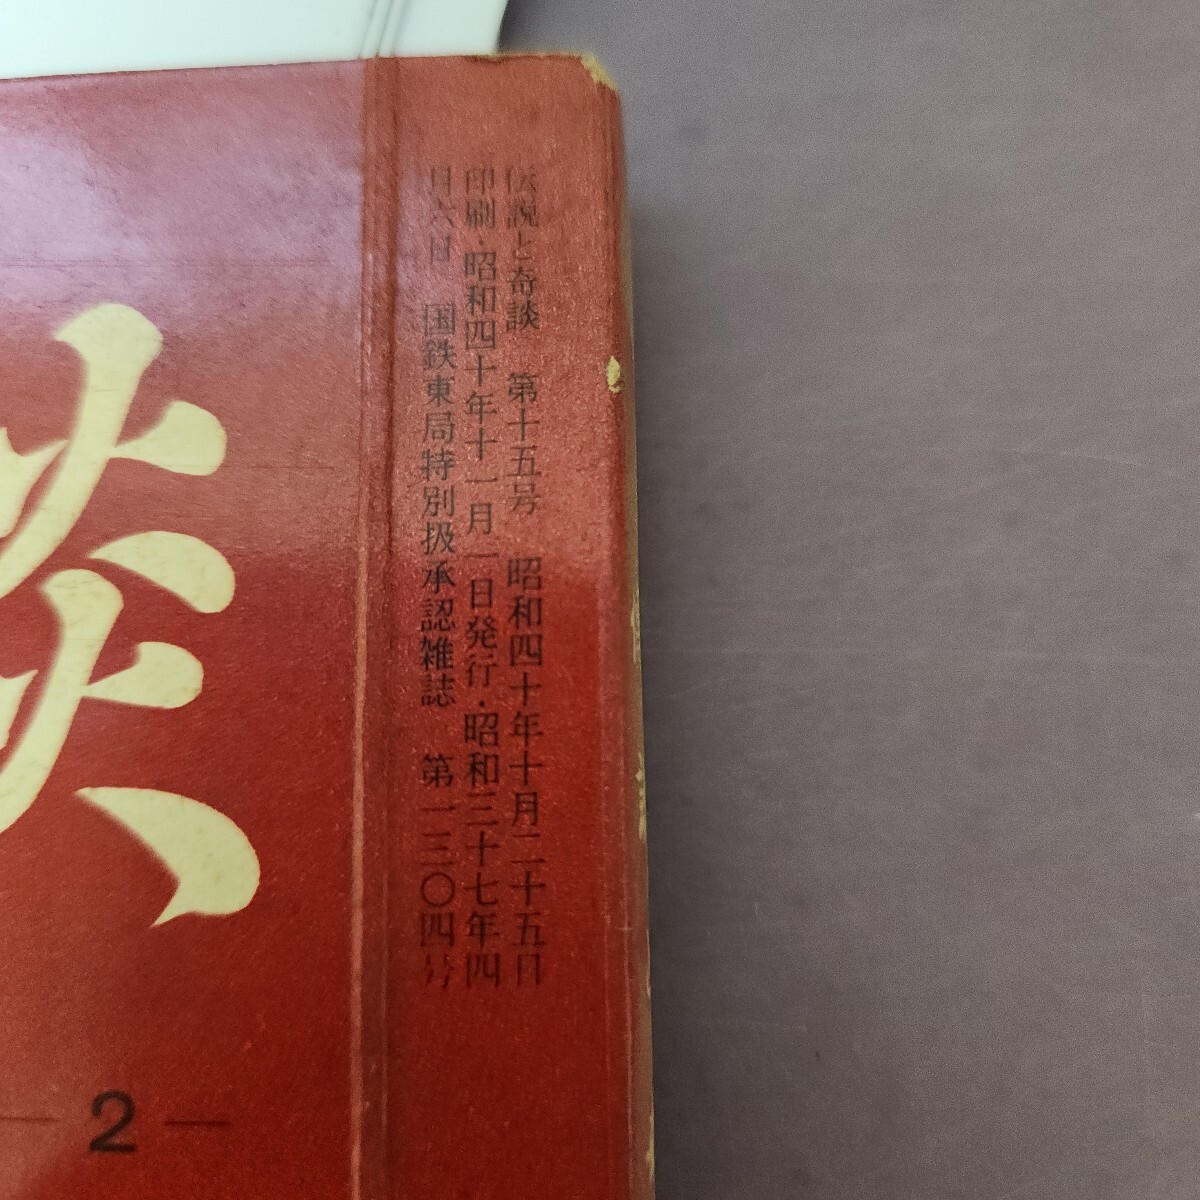 伝説と奇談 第十五号 昭和四十年十月二十五日
印刷・昭和四十年十一月一日発行・昭和三十七年四
月六日 国鉄東局特別扱承認雑誌 第一三〇四号
談
2